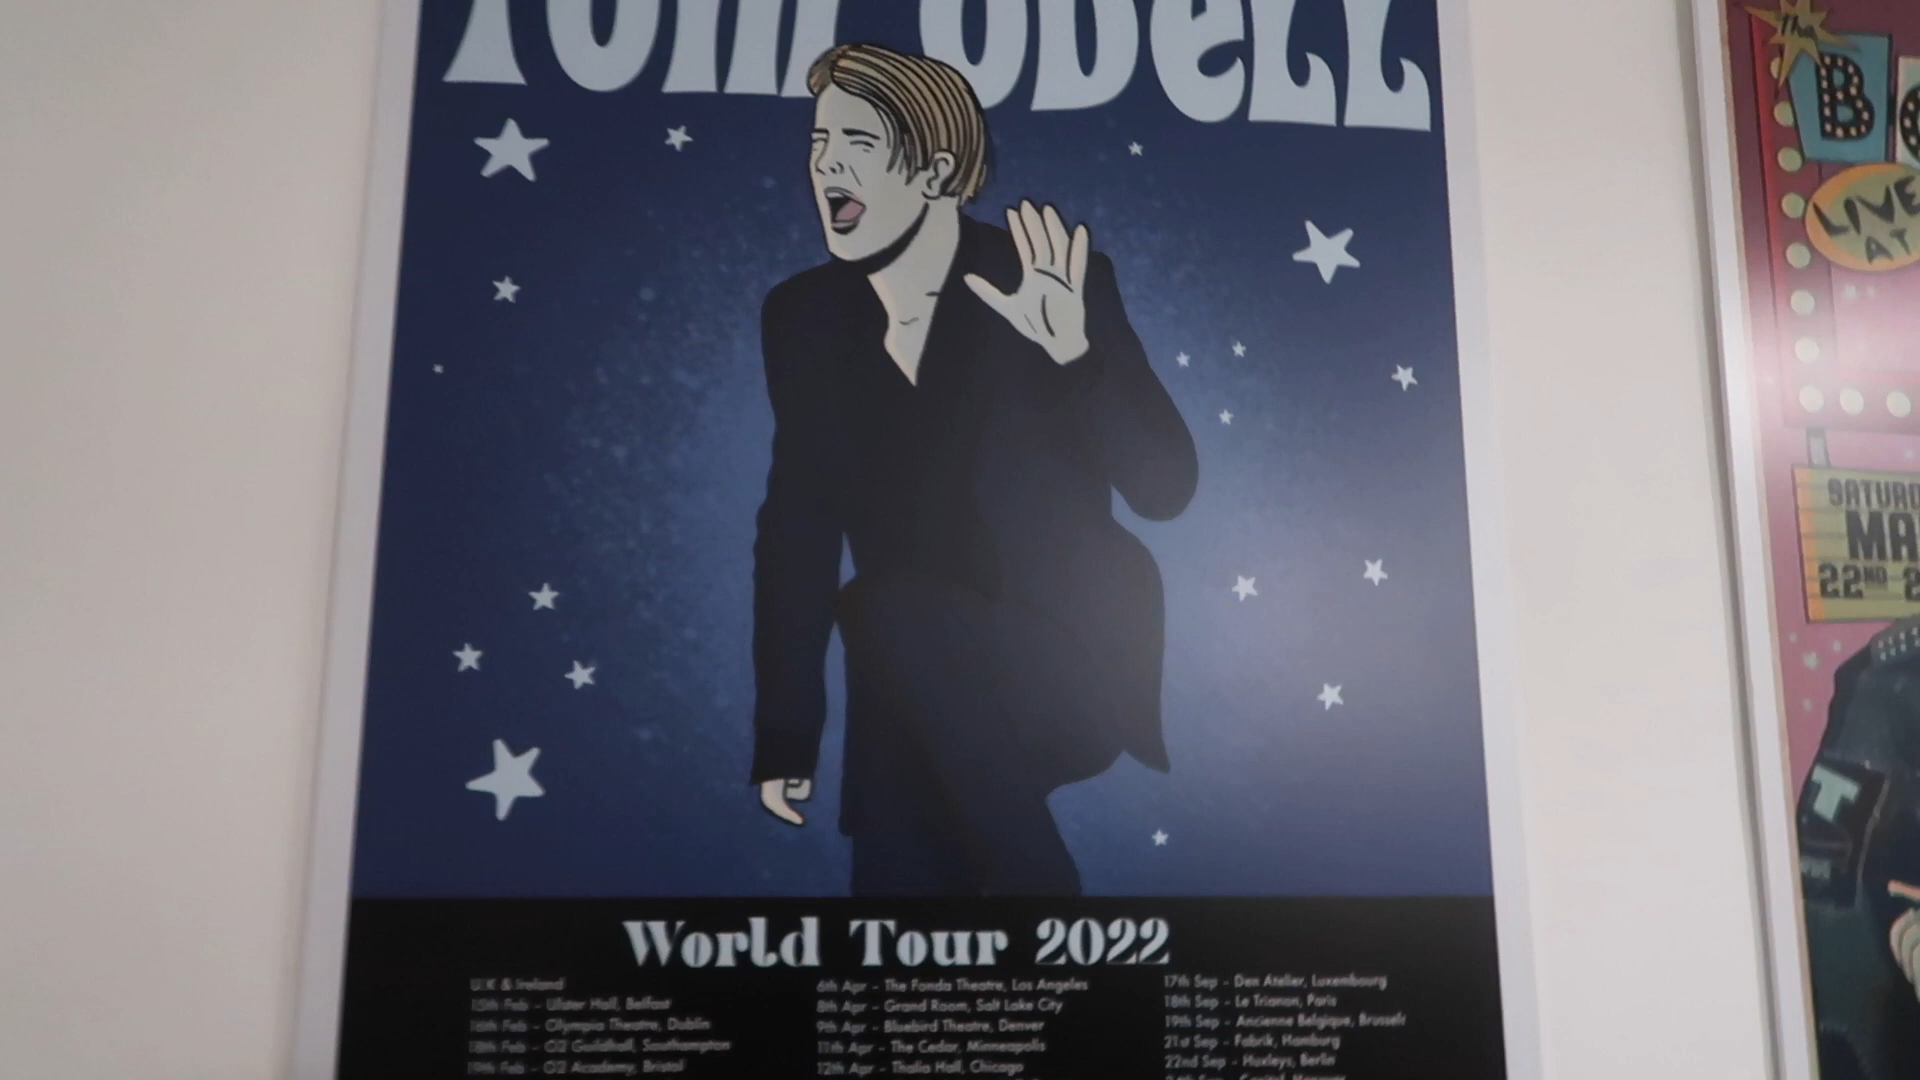 Tom Odell
World Tour 2022
U.K & Ireland
15th Feb - Ulster Hall, Belfast
16th Feb - Olympia Theatre, Dublin
18th Feb - O2 Guildhall, Southampton
19th Feb - O2 Academy, Bristol
6th Apr - The Fonda Theatre, Los Angeles
8th Apr - Grand Room, Salt Lake City
9th Apr - Bluebird Theatre, Denver
11th Apr - The Cedar, Minneapolis
12th Apr - Thalia Hall, Chicago
17th Sep - Den Atelier, Luxembourg
18th Sep - Le Trianon, Paris
19th Sep - Ancienne Belgique, Brussels
21st Sep - Fabrik, Hamburg
22nd Sep - Huxleys, Berlin
The
B
LIVE
AT
SATURD
MA
22ND 2
T